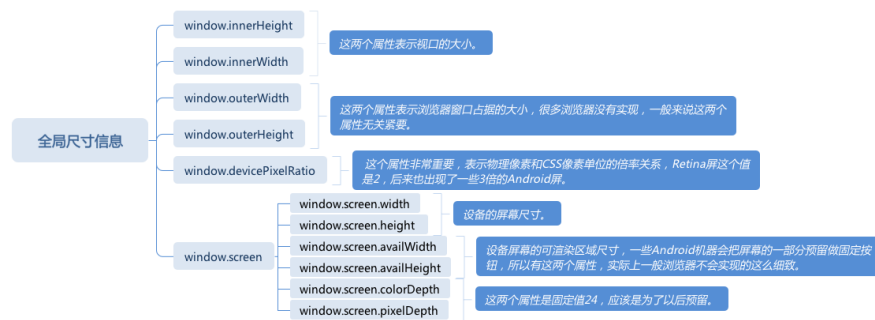 全局尺寸信息
window.innerHeight
window.innerWidth
这两个属性表示视口的大小。
window.outerWidth
window.outerHeight
这两个属性表示浏览器窗口占据的大小，很多浏览器没有实现，一般来说这两个
属性无关紧要。
window.devicePixelRatio
这个属性非常重要，表示物理像素和CSS像素单位的倍率关系，Retina屏这个值
是2，后来也出现了一些3倍的Android屏。
window.screen
window.screen.width
window.screen.height
设备的屏幕尺寸。
window.screen.availWidth
window.screen.availHeight
设备屏幕的可渲染区域尺寸，一些Android机器会把屏幕的一部分预留做固定按
钮，所以有这两个属性，实际上一般浏览器不会实现的这么细致。
window.screen.colorDepth
window.screen.pixelDepth
这两个属性是固定值24，应该是为了以后预留。